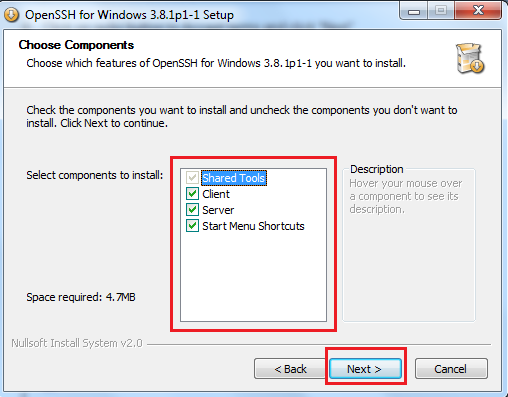 OpenSSH for Windows 3.8.1p1-1 Setup
Choose Components
Choose which features of OpenSSH for Windows 3.8.1p1-1 you want to install.
Check the components you want to install and uncheck the components you don't want to
install. Click Next to continue.
Select components to install:
Shared Tools
Client
Server
Start Menu Shortcuts
Description
Hover your mouse over
a component to see its
description.
Space required: 4.7MB
Nullsoft Install System v2.0
< Back
Next >
Cancel